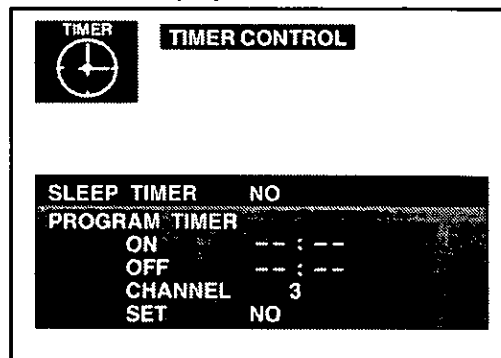 TIMER
TIMER CONTROL
SLEEP TIMER NO
PROGRAM TIMER
ON -- : --
OFF -- : --
CHANNEL 3
SET NO